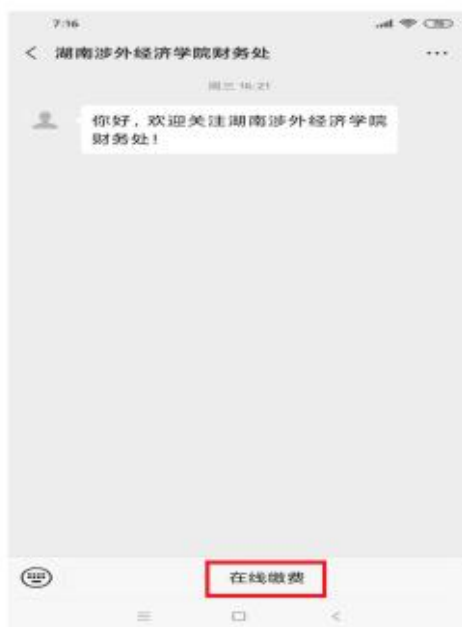 7:16
湖南涉外经济学院财务处
周三 16:21
你好，欢迎关注湖南涉外经济学院
财务处！
在线缴费